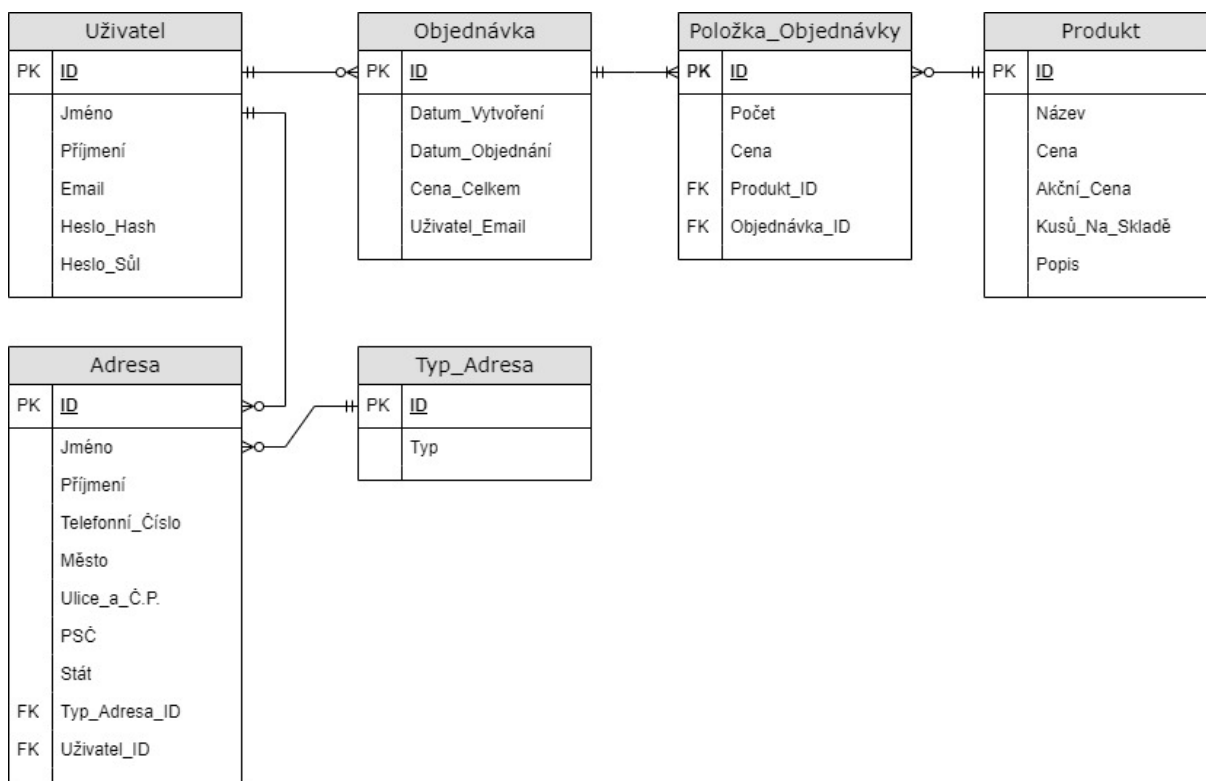 Uživatel
PK ID
Jméno
Příjmení
Email
Heslo_Hash
Heslo_Sůl
Objednávka
PK ID
Datum_Vytvoření
Datum_Objednání
Cena_Celkem
Uživatel_Email
Položka_Objednávky
PK ID
Počet
Cena
FK Produkt_ID
FK Objednávka_ID
Produkt
PK ID
Název
Cena
Akční_Cena
Kusů_Na_Skladě
Popis
Adresa
PK ID
Jméno
Příjmení
Telefonní_Číslo
Město
Ulice_a_Č.P.
PSČ
Stát
FK Typ_Adresa_ID
FK Uživatel_ID
Typ_Adresa
PK ID
Typ